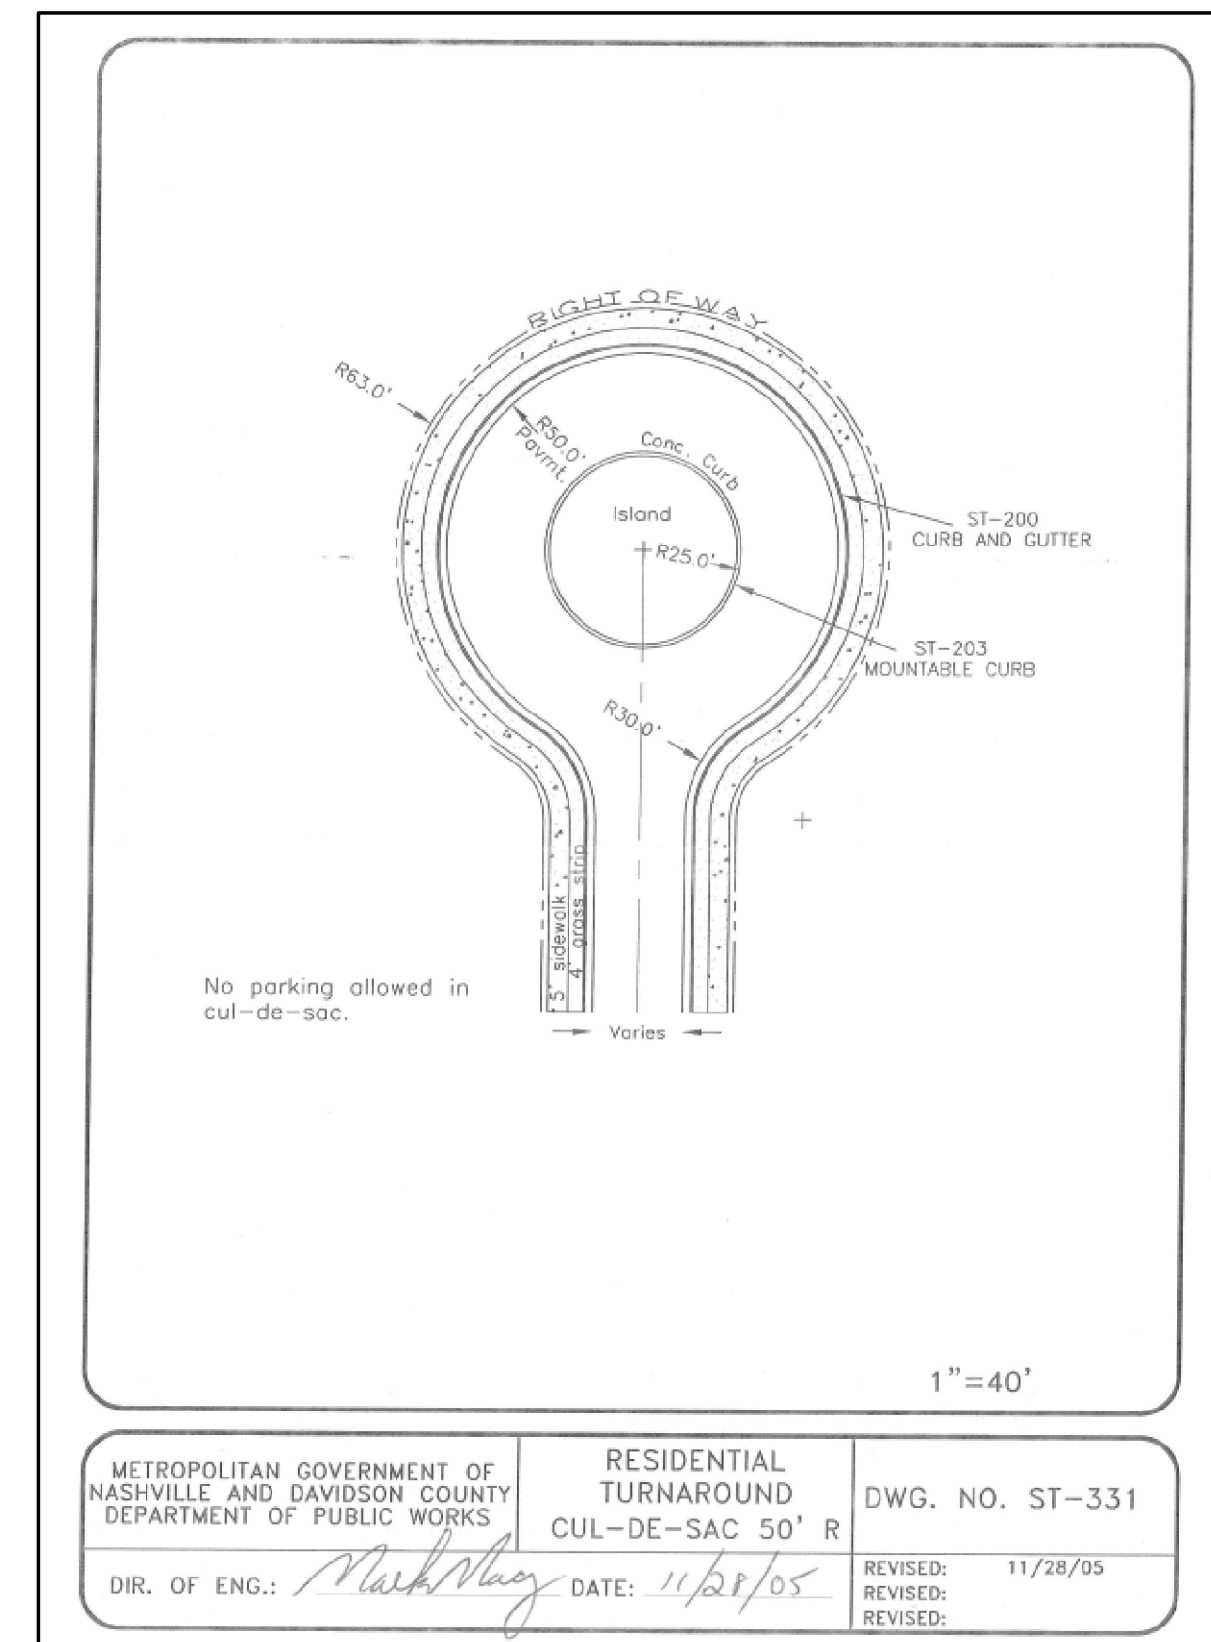 RIGHT OF WAY
R63.0'
R50.0'
Pavmt.
Conc. Curb
Island
R25.0'
ST-200
CURB AND GUTTER
ST-203
MOUNTABLE CURB
R30.0'
5' sidewalk
4' grass strip
No parking allowed in
cul-de-sac.
Varies
1"=40'
METROPOLITAN GOVERNMENT OF
NASHVILLE AND DAVIDSON COUNTY
DEPARTMENT OF PUBLIC WORKS
RESIDENTIAL
TURNAROUND
CUL-DE-SAC 50' R
DWG. NO. ST-331
DIR. OF ENG.:
DATE: 11/28/05
REVISED: 11/28/05
REVISED:
REVISED: